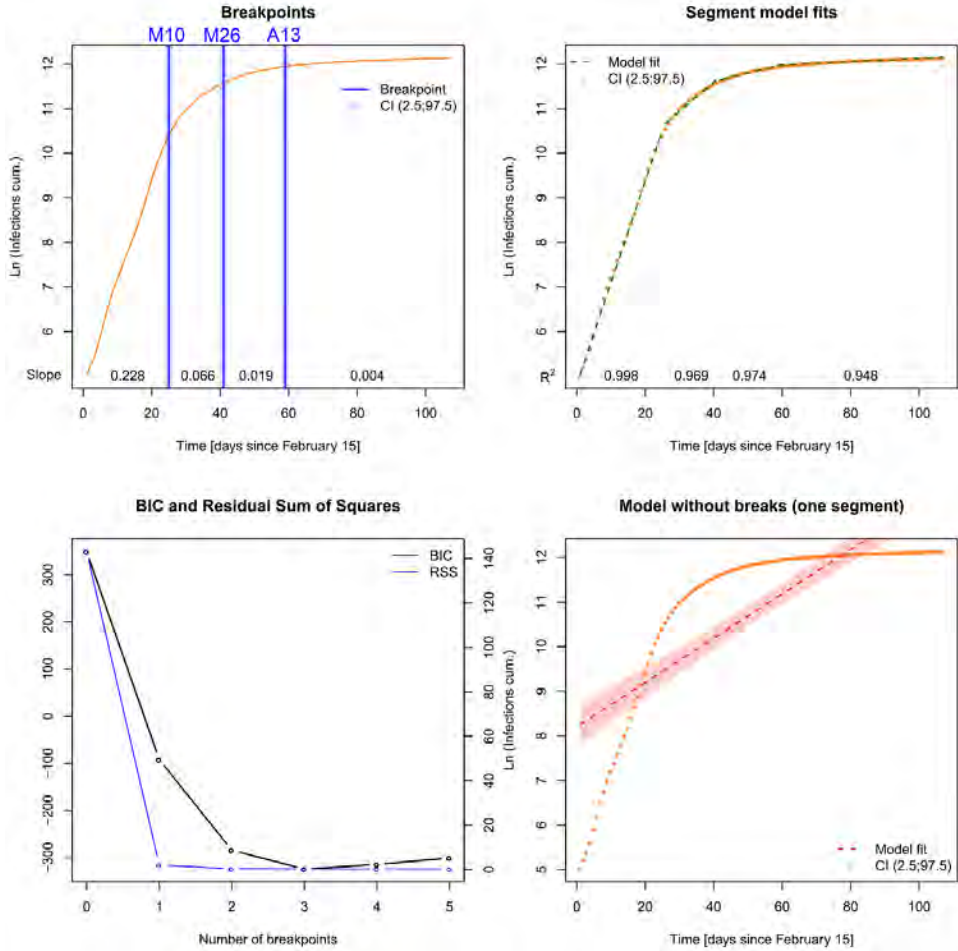 Breakpoints
M10 M26 A13
12
11
10
9
8
7
6
Ln (Infections cum.)
Breakpoint
CI (2.5;97.5)
Slope 0.228 0.066 0.019 0.004
0 20 40 60 80 100
Time [days since February 15]
Segment model fits
12
11
10
9
8
7
6
Ln (Infections cum.)
Model fit
CI (2.5;97.5)
R² 0.998 0.969 0.974 0.948
0 20 40 60 80 100
Time [days since February 15]
BIC and Residual Sum of Squares
300
200
100
0
−100
−200
−300
BIC
RSS
140
120
100
80
60
40
20
0
0 1 2 3 4 5
Number of breakpoints
Model without breaks (one segment)
12
11
10
9
8
7
6
5
Ln (Infections cum.)
Model fit
CI (2.5;97.5)
0 20 40 60 80 100
Time [days since February 15]